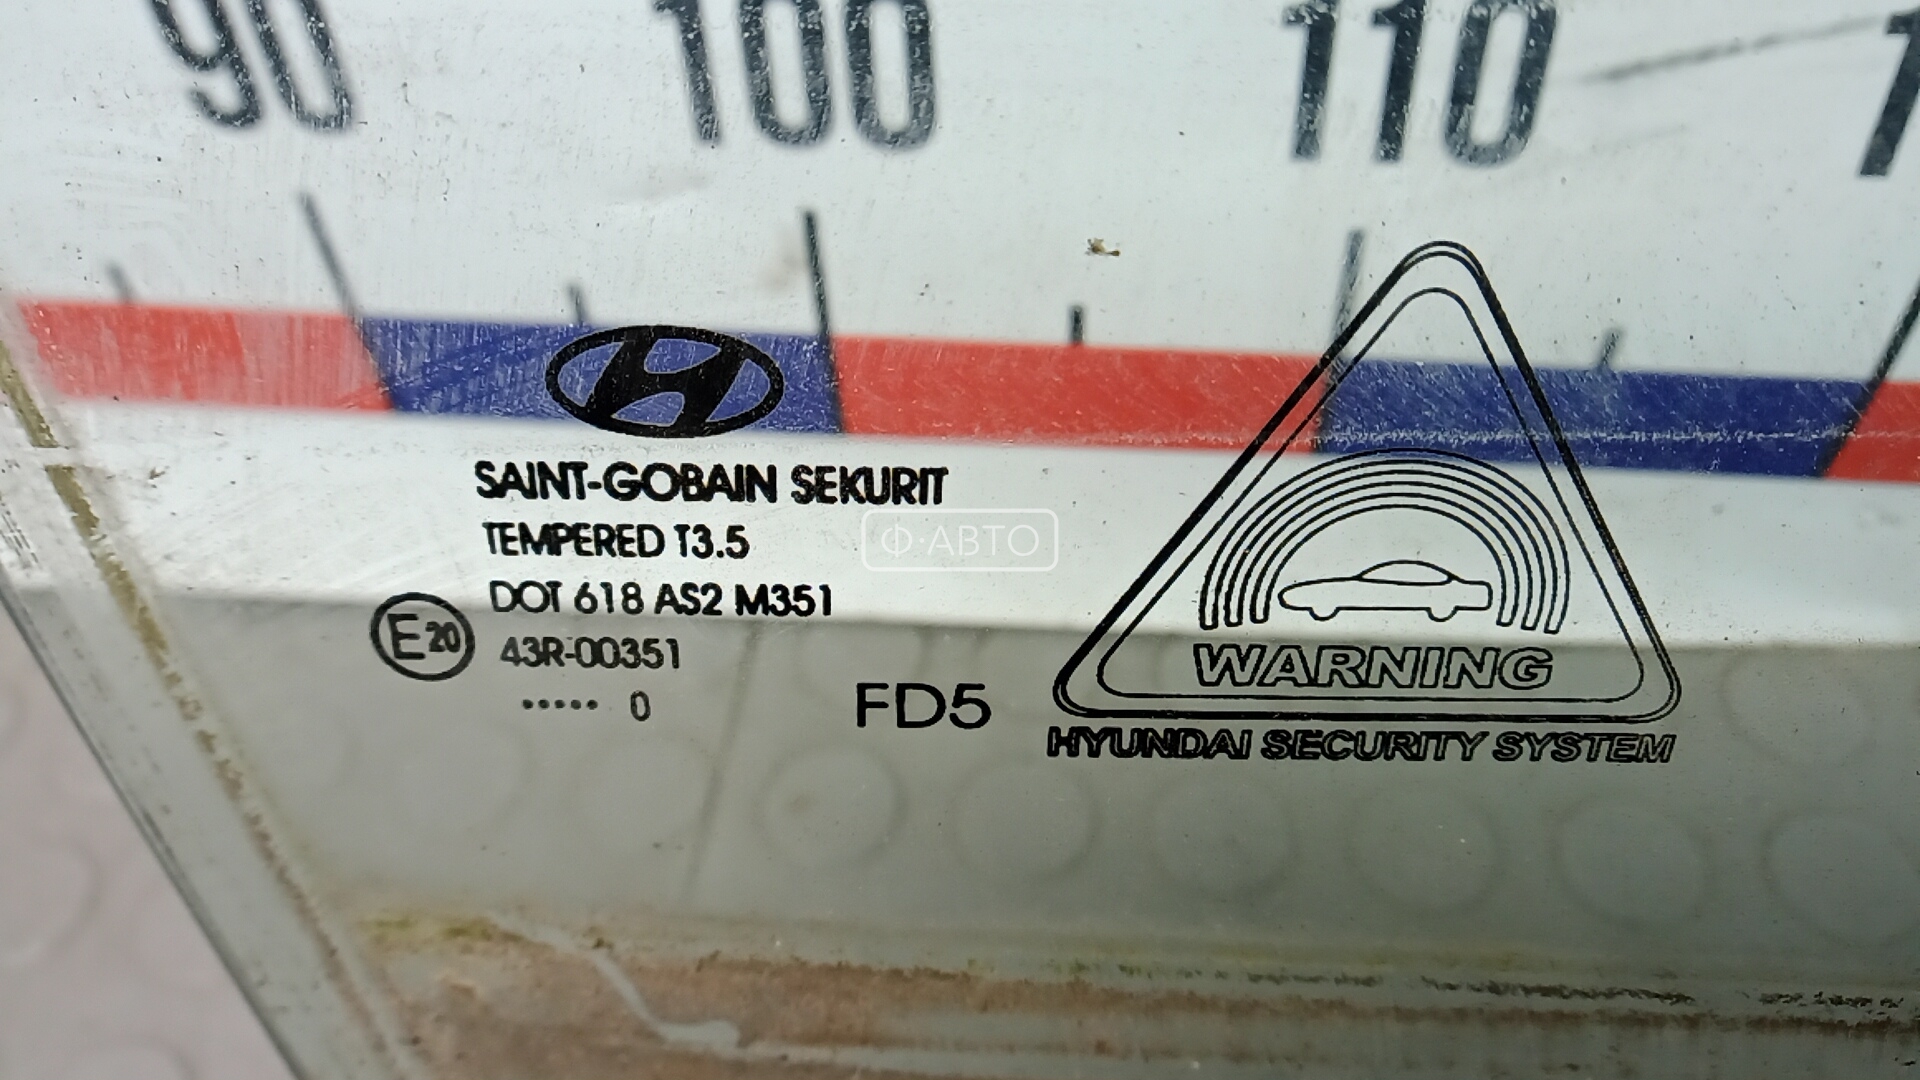 90 100 110 1
SAINT-GOBAIN SEKURIT
TEMPERED T3.5
Ф·АВТО
DOT 618 AS2 M351
E20 43R-00351
..... 0
FD5
WARNING
HYUNDAI SECURITY SYSTEM